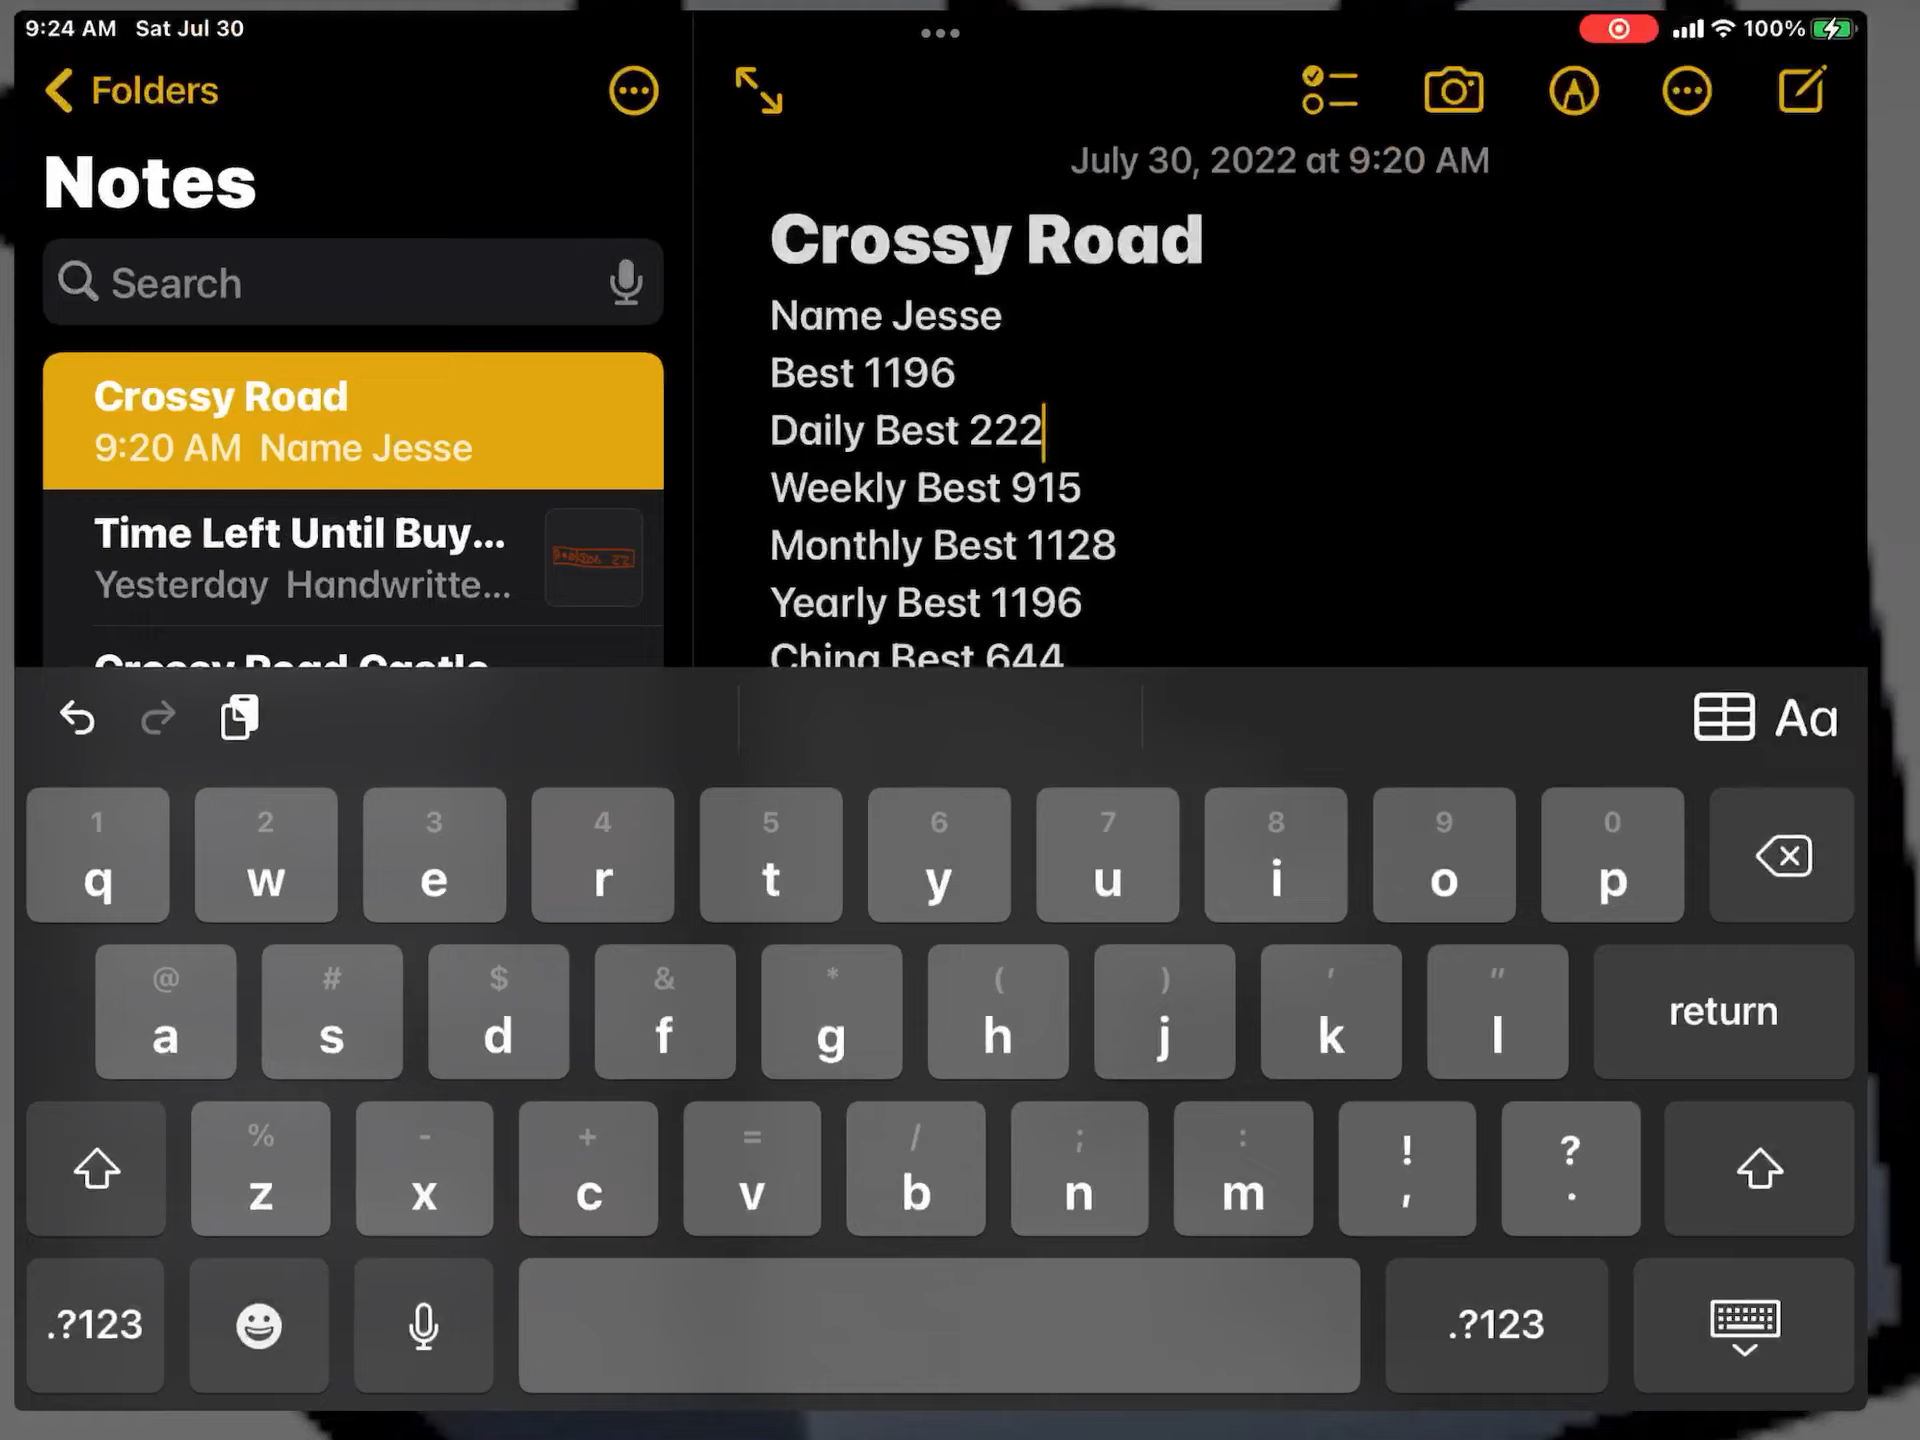 9:24 AM Sat Jul 30
100%
Folders
Notes
Search
Crossy Road
9:20 AM Name Jesse
Time Left Until Buy...
Yesterday Handwritte...
Crossy Road Castle
July 30, 2022 at 9:20 AM
Crossy Road
Name Jesse
Best 1196
Daily Best 222
Weekly Best 915
Monthly Best 1128
Yearly Best 1196
China Best 644
Aa
1 2 3 4 5 6 7 8 9 0
q w e r t y u i o p
@ # $ & * ( ) ' "
a s d f g h j k l return
% - + = / ; : ! ?
z x c v b n m , .
.?123 .?123